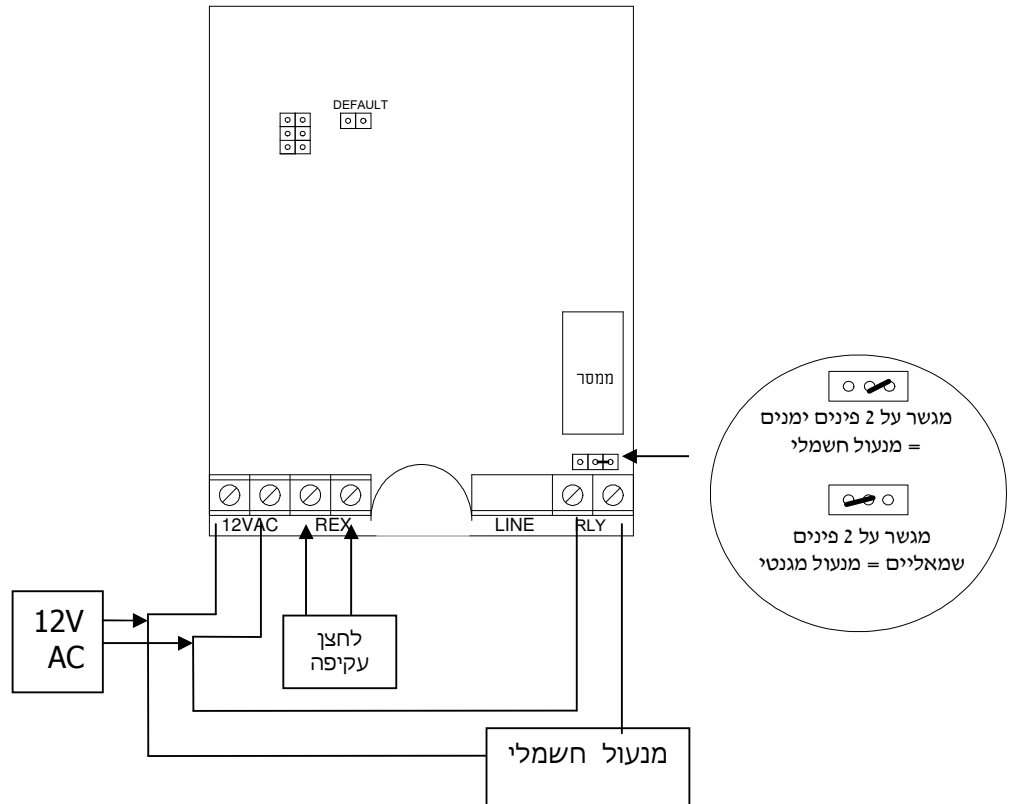 DEFAULT
ממסר
מגשר על 2 פינים ימנים
= מנעול חשמלי
מגשר על 2 פינים
שמאליים = מנעול מגנטי
12VAC
REX
LINE
RLY
12V
AC
לחצן
עקיפה
מנעול חשמלי